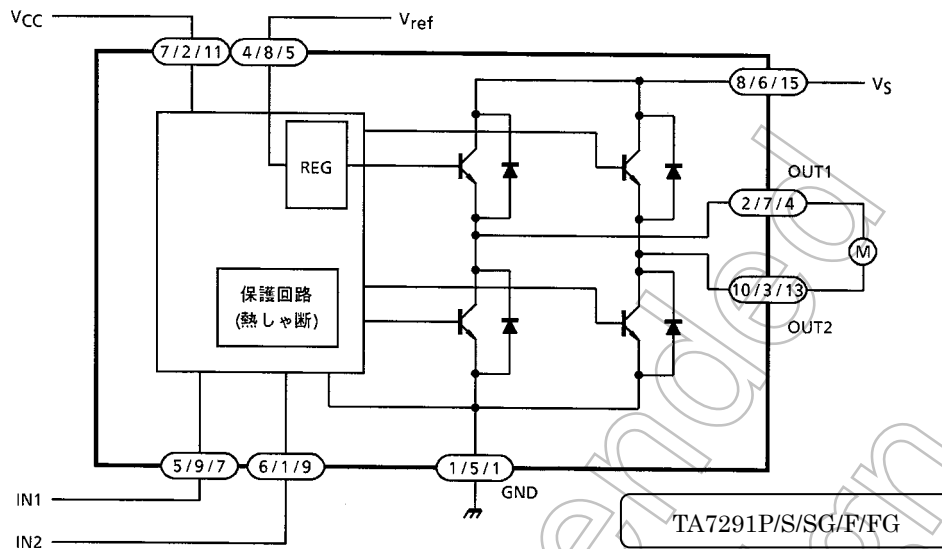 VCC
Vref
7/2/11
4/8/5
8/6/15
VS
REG
OUT1
2/7/4
M
保護回路
(熱しゃ断)
10/3/13
OUT2
5/9/7
6/1/9
1/5/1
GND
IN1
IN2
TA7291P/S/SG/F/FG